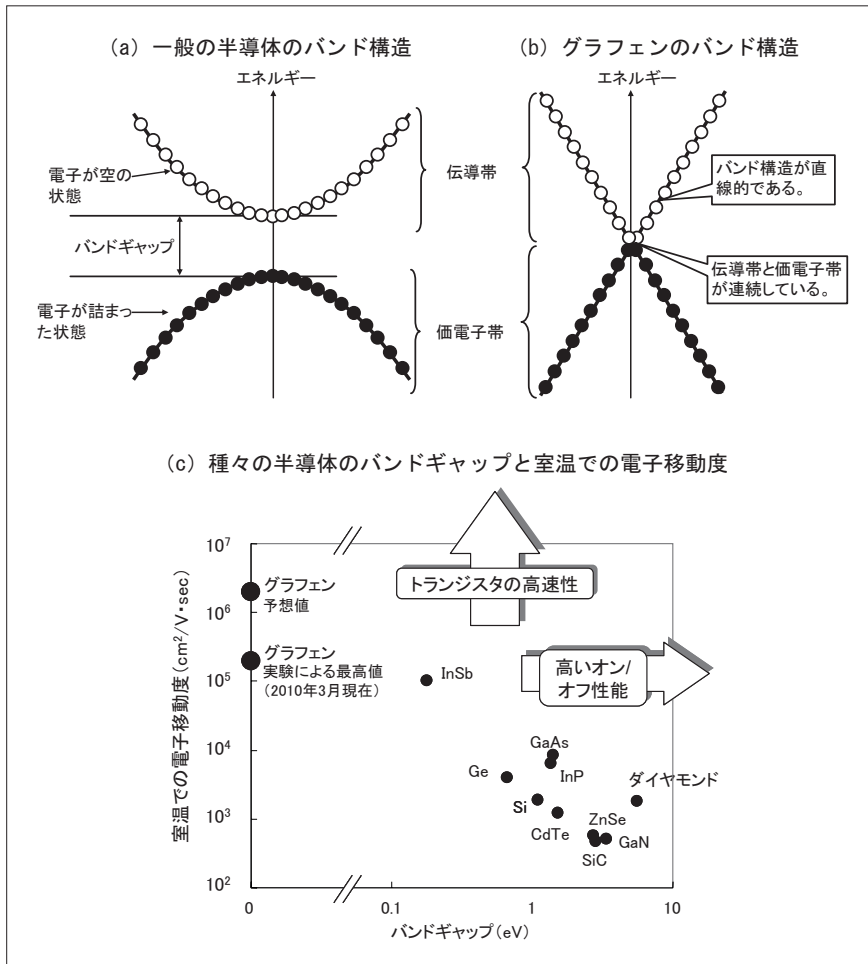 (a) 一般の半導体のバンド構造
エネルギー
電子が空の
状態
バンドギャップ
電子が詰まっ
た状態
伝導帯
価電子帯
(b) グラフェンのバンド構造
エネルギー
バンド構造が直
線的である。
伝導帯と価電子帯
が連続している。
(c) 種々の半導体のバンドギャップと室温での電子移動度
室温での電子移動度(cm²/V・sec)
10⁷
10⁶
10⁵
10⁴
10³
10²
グラフェン
予想値
グラフェン
実験による最高値
(2010年3月現在)
トランジスタの高速性
高いオン/
オフ性能
InSb
GaAs
Ge
InP
Si
CdTe
ダイヤモンド
ZnSe
GaN
SiC
0
0.1
1
10
バンドギャップ(eV)